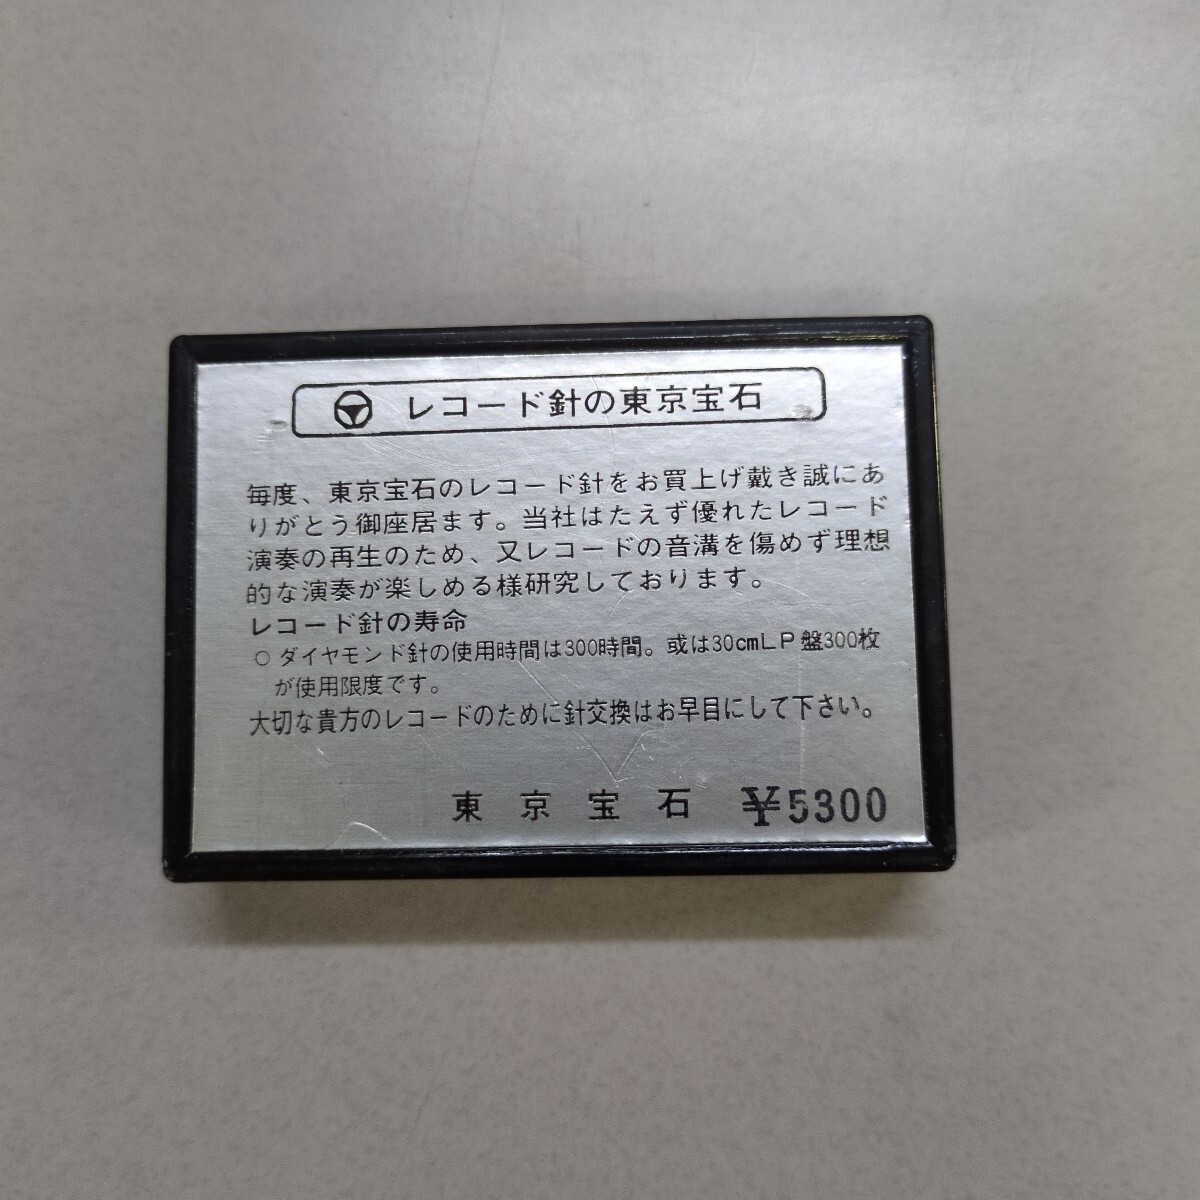 レコード針の東京宝石
毎度、東京宝石のレコード針をお買上げ戴き誠にあ
りがとう御座居ます。当社はたえず優れたレコード
演奏の再生のため、又レコードの音溝を傷めず理想
的な演奏が楽しめる様研究しております。
レコード針の寿命
○ ダイヤモンド針の使用時間は300時間。或は30cmLP盤300枚
が使用限度です。
大切な貴方のレコードのために針交換はお早目にして下さい。
東京宝石 ¥5300